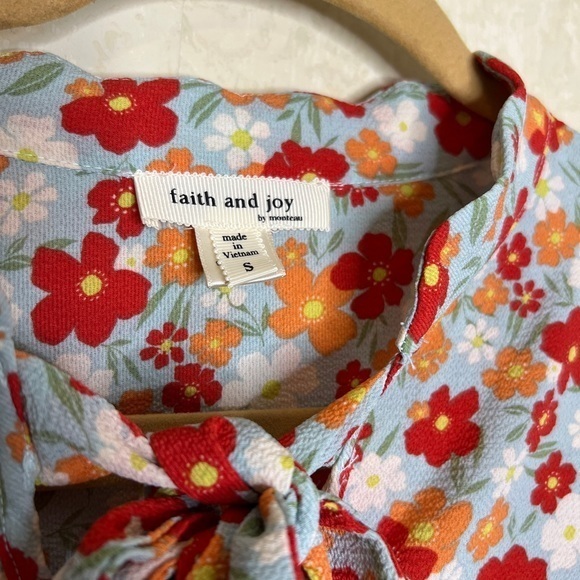 faith and joy
by monteau
made in
Vietnam
S